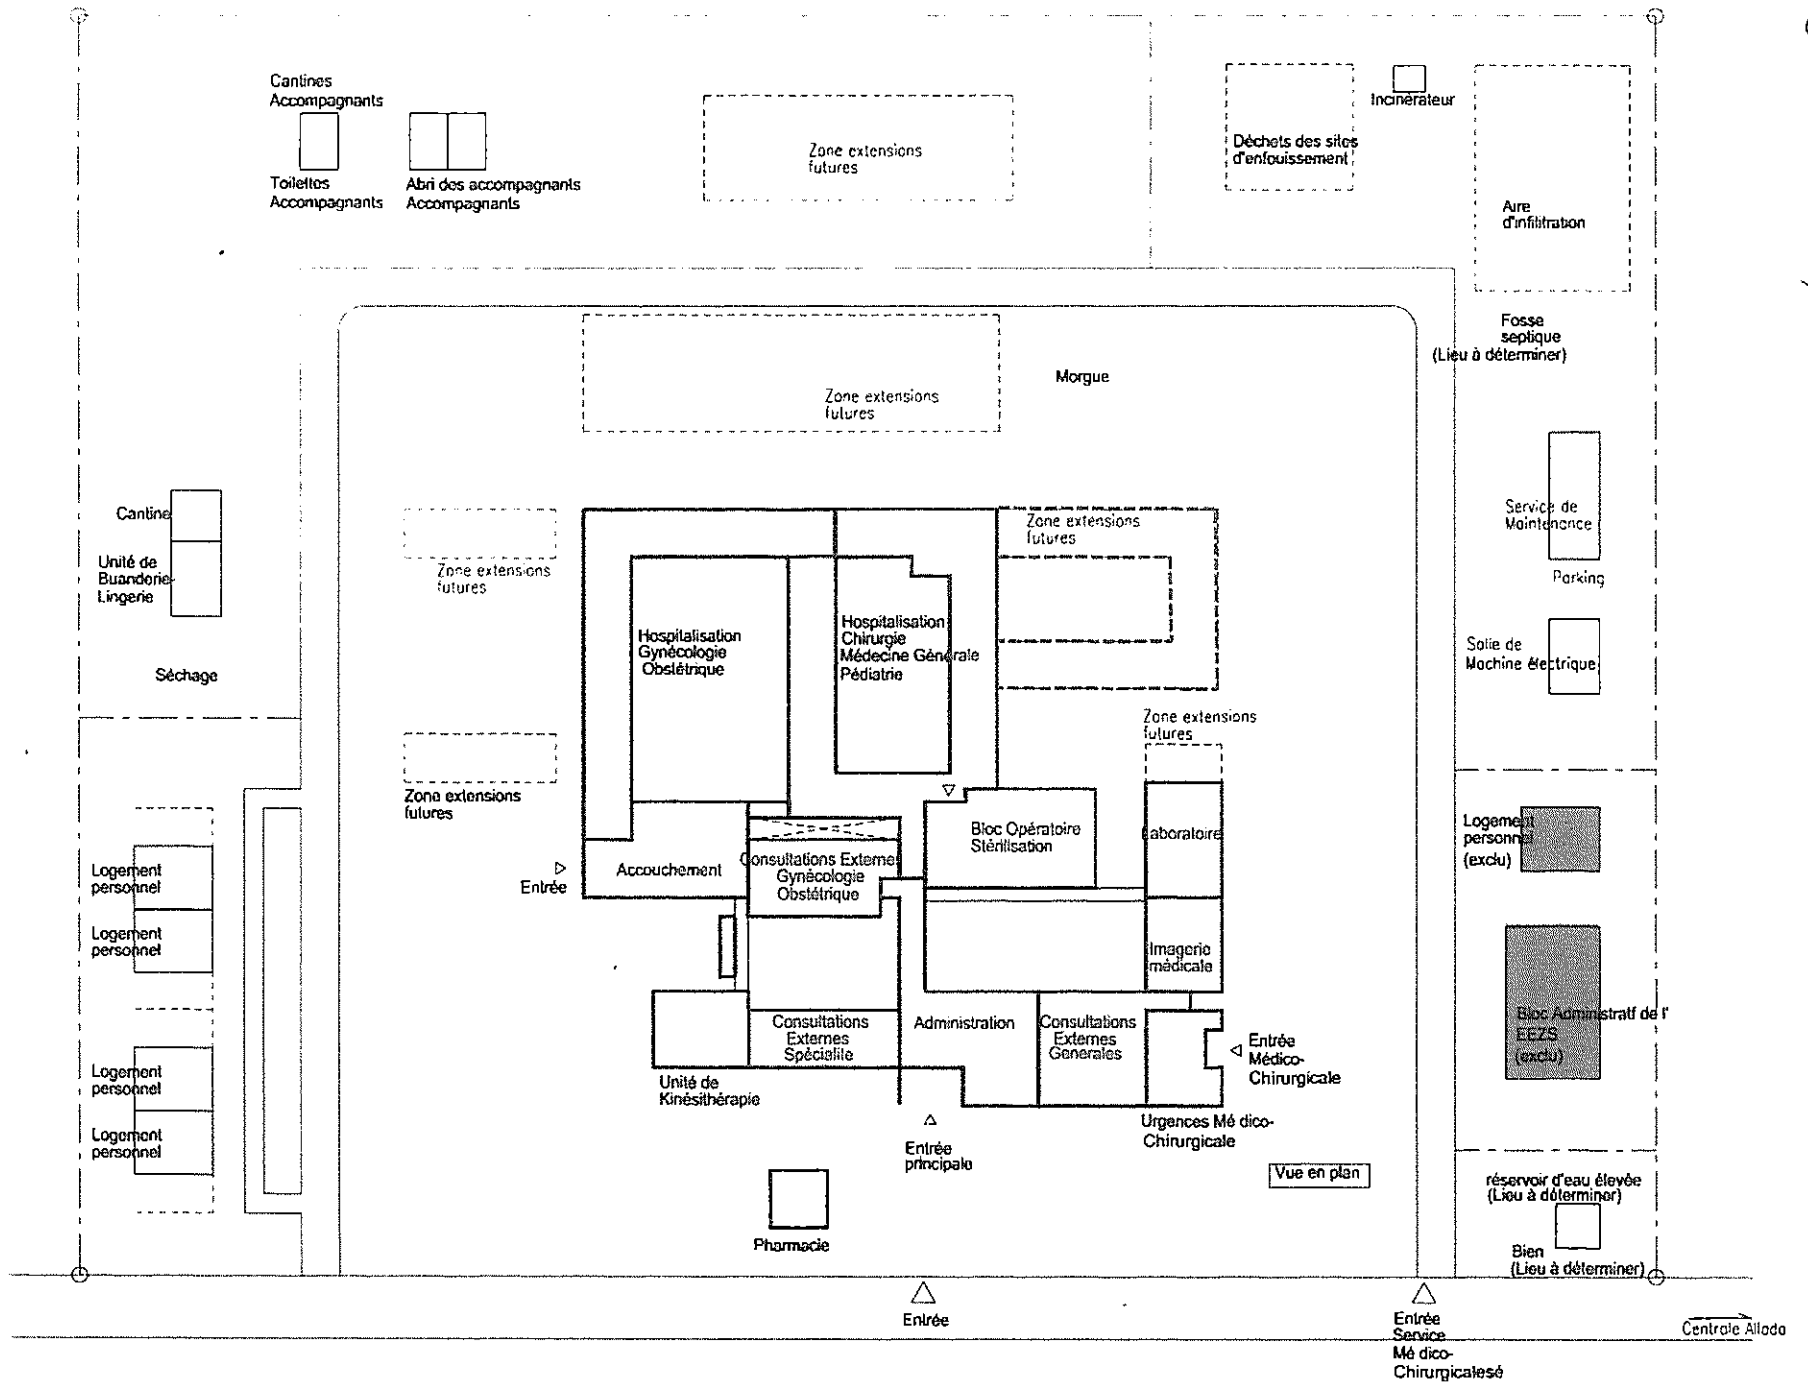 Cantines
Accompagnants
Toilettes
Accompagnants
Abri des accompagnants
Accompagnants
Zone extensions
futures
Déchets des sites
d'enfouissement
Incinérateur
Aire
d'infiltration
Fosse
septique
(Lieu à déterminer)
Zone extensions
futures
Morgue
Cantine
Unité de
Buanderie
Lingerie
Séchage
Zone extensions
futures
Zone extensions
futures
Hospitalisation
Gynécologie
Obstétrique
Hospitalisation
Chirurgie
Médecine Générale
Pédiatrie
Zone extensions
futures
Zone extensions
futures
Service de
Maintenance
Parking
Salle de
Machine électrique
Logement
personnel
Logement
personnel
Logement
personnel
Logement
personnel
Entrée
Accouchement
Consultations Externes
Gynécologie
Obstétrique
Bloc Opératoire
Stérilisation
Laboratoire
Imagerie
médicale
Logement
personnel
(exclu)
Bloc Administratif de l'
EEZS
(exclu)
Unité de
Kinésithérapie
Consultations
Externes
Spécialité
Administration
Consultations
Externes
Generales
Entrée
Médico-
Chirurgicale
Urgences Mé dico-
Chirurgicale
Entrée
principale
Pharmacie
Vue en plan
réservoir d'eau élevée
(Lieu à déterminer)
Bien
(Lieu à déterminer)
Entrée
Entrée
Service
Mé dico-
Chirurgicalesé
Centrale Allada